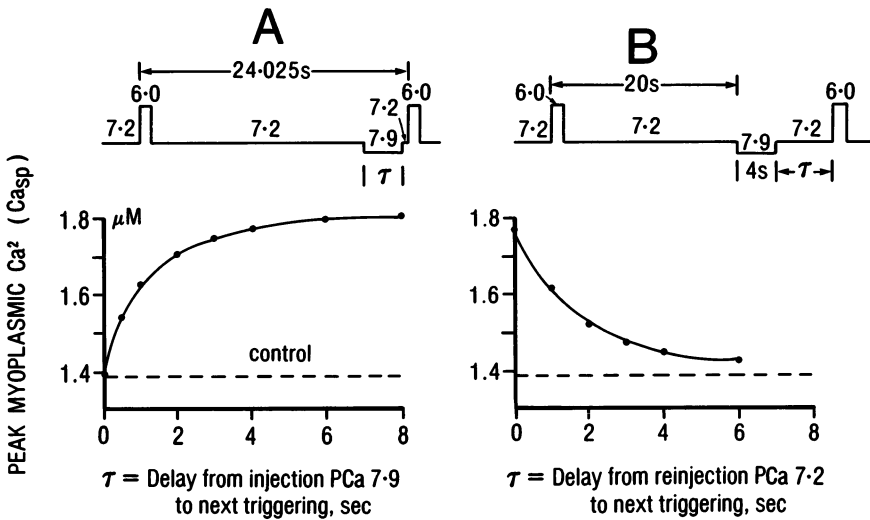 A
24·025s
6·0
7·2
7·2
7·9
7·2
6·0
τ
B
20s
6·0
7·2
7·2
7·9
7·2
6·0
4s
τ
PEAK MYOPLASMIC Ca² (Casp)
μM
1.8
1.6
1.4
control
0 2 4 6 8
τ = Delay from injection PCa 7·9
to next triggering, sec
1.8
1.6
1.4
0 2 4 6 8
τ = Delay from reinjection PCa 7·2
to next triggering, sec